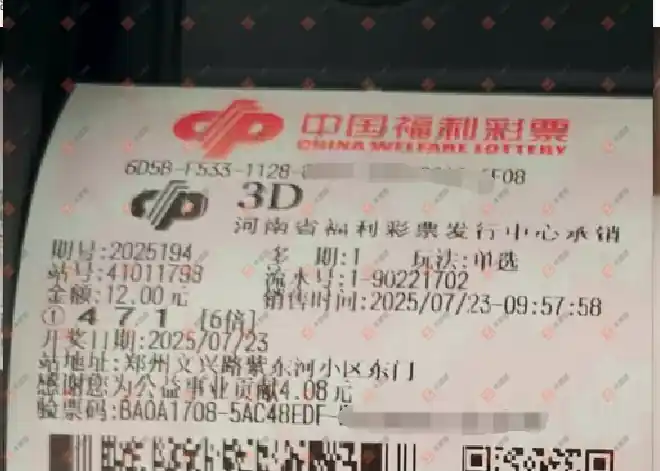 中国福利彩票
CHINA WELFARE LOTTERY
6D5B-F533-1128-
3D
河南省福利彩票发行中心承销
期号:2025194 多 期:1 玩法:单选
站号:41011798 流水号:1-90221702
金额:12.00元 销售时间:2025/07/23-09:57:58
① 4 7 1 [6倍]
开奖日期:2025/07/23
站地址:郑州文兴路紫东河小区东门
感谢您为公益事业贡献4.08元
验票码:BA0A1708-5AC48EDF-